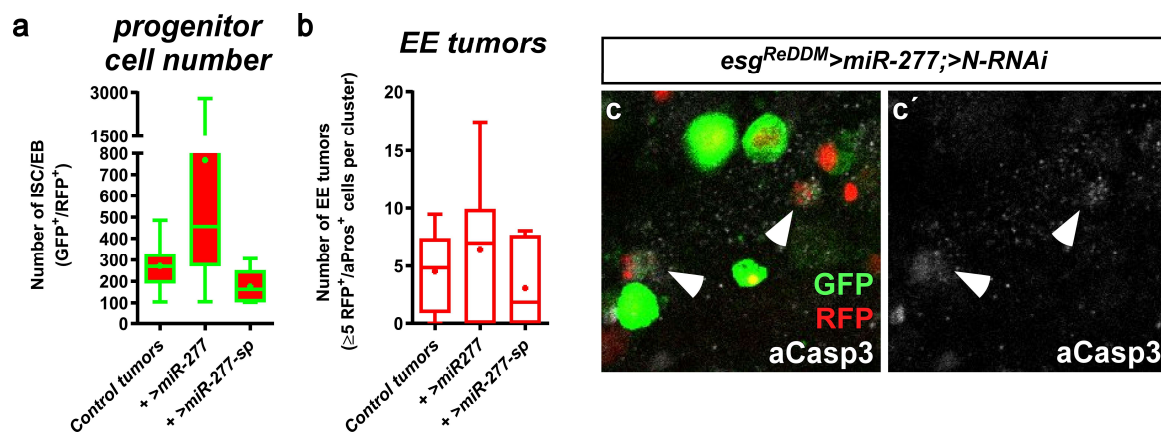 a
progenitor
cell number
Number of ISC/EB
(GFP⁺/RFP⁺)
3000
1500
800
700
600
500
400
300
200
100
0
Control tumors
+ >miR-277
+ >miR-277-sp
b
EE tumors
Number of EE tumors
(≥5 RFP⁺/aPros⁺ cells per cluster)
20
15
10
5
0
Control tumors
+ >miR277
+ >miR-277-sp
esgᴿᵉᴰᴰᴹ>miR-277;>N-RNAi
c
GFP
RFP
aCasp3
c´
aCasp3